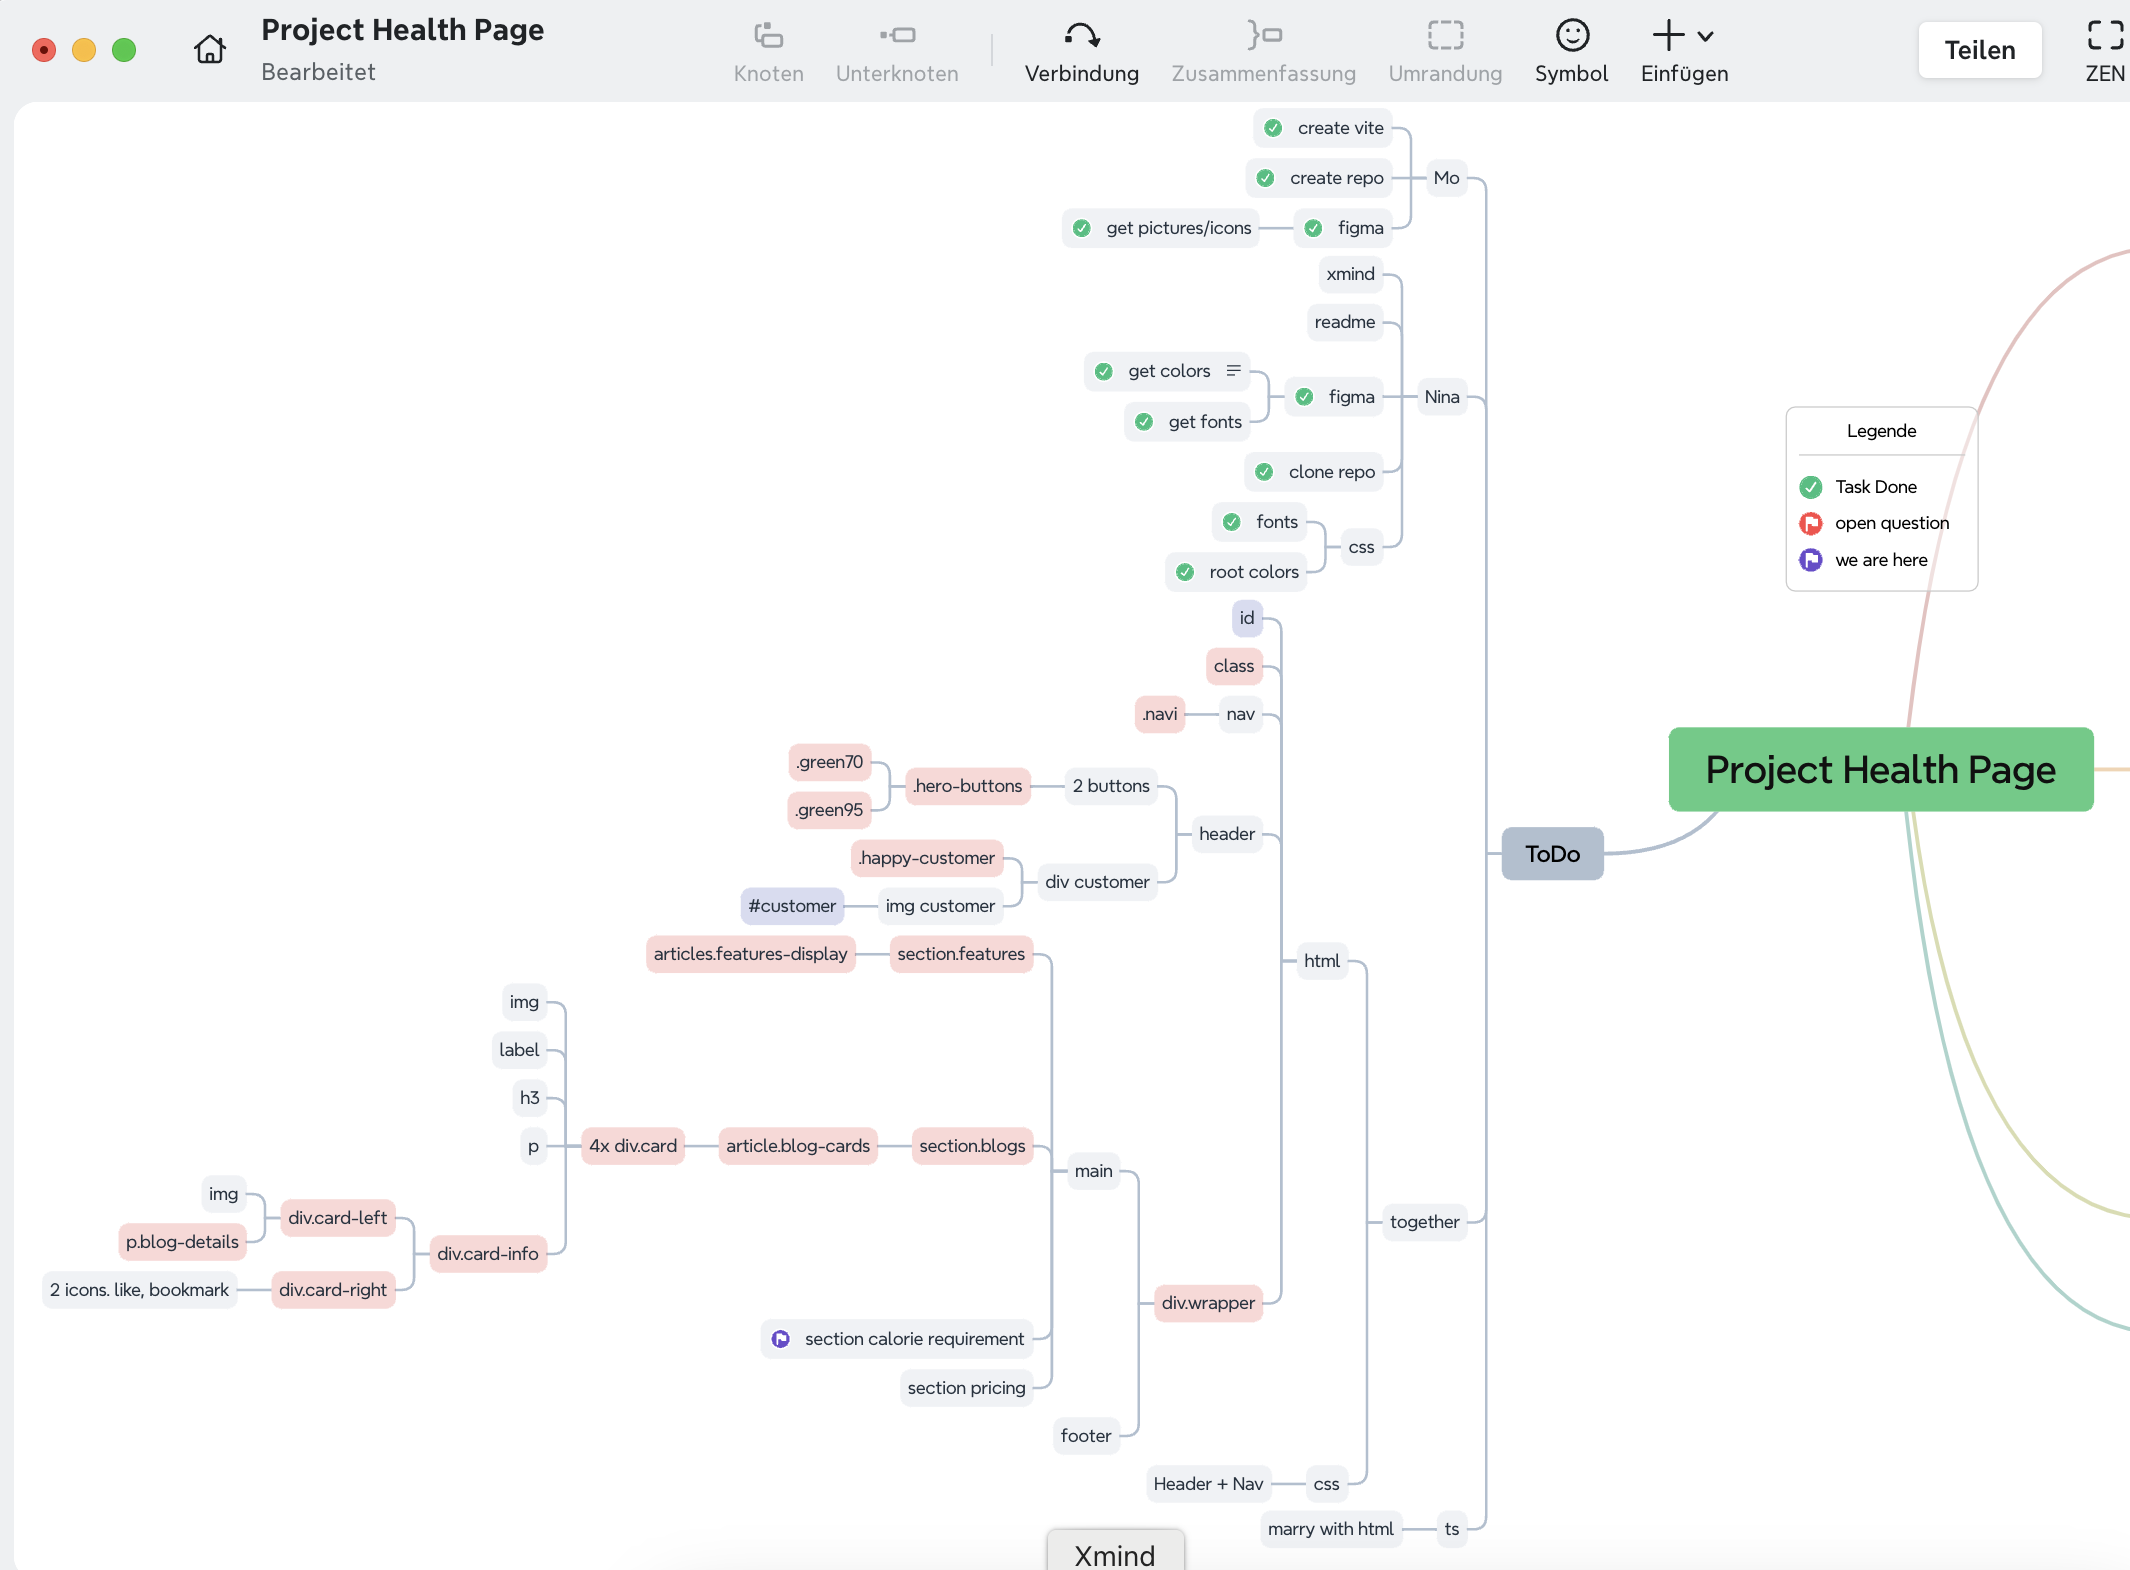 Project Health Page
Bearbeitet
Knoten
Unterknoten
Verbindung
Zusammenfassung
Umrandung
Symbol
Einfügen
Teilen
ZEN
create vite
create repo
Mo
get pictures/icons
figma
xmind
readme
get colors
get fonts
figma
Nina
clone repo
fonts
root colors
css
id
class
.navi
nav
.green70
.green95
.hero-buttons
2 buttons
header
.happy-customer
div customer
#customer
img customer
articles.features-display
section.features
html
img
label
h3
p
4x div.card
article.blog-cards
section.blogs
main
img
p.blog-details
div.card-left
div.card-info
2 icons. like, bookmark
div.card-right
together
div.wrapper
section calorie requirement
section pricing
footer
Header + Nav
css
marry with html
ts
ToDo
Project Health Page
Legende
Task Done
open question
we are here
Xmind